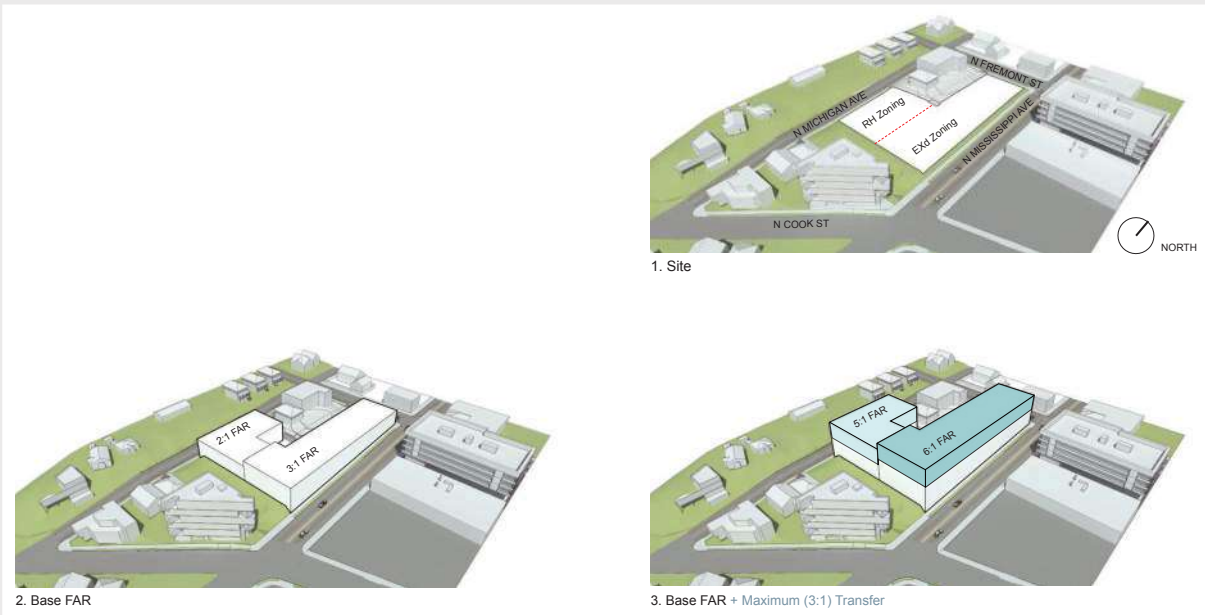 N FREMONT ST
N MICHIGAN AVE
RH Zoning
EXd Zoning
N MISSISSIPPI AVE
N COOK ST
NORTH
1. Site
2:1 FAR
3:1 FAR
2. Base FAR
5:1 FAR
6:1 FAR
3. Base FAR + Maximum (3:1) Transfer